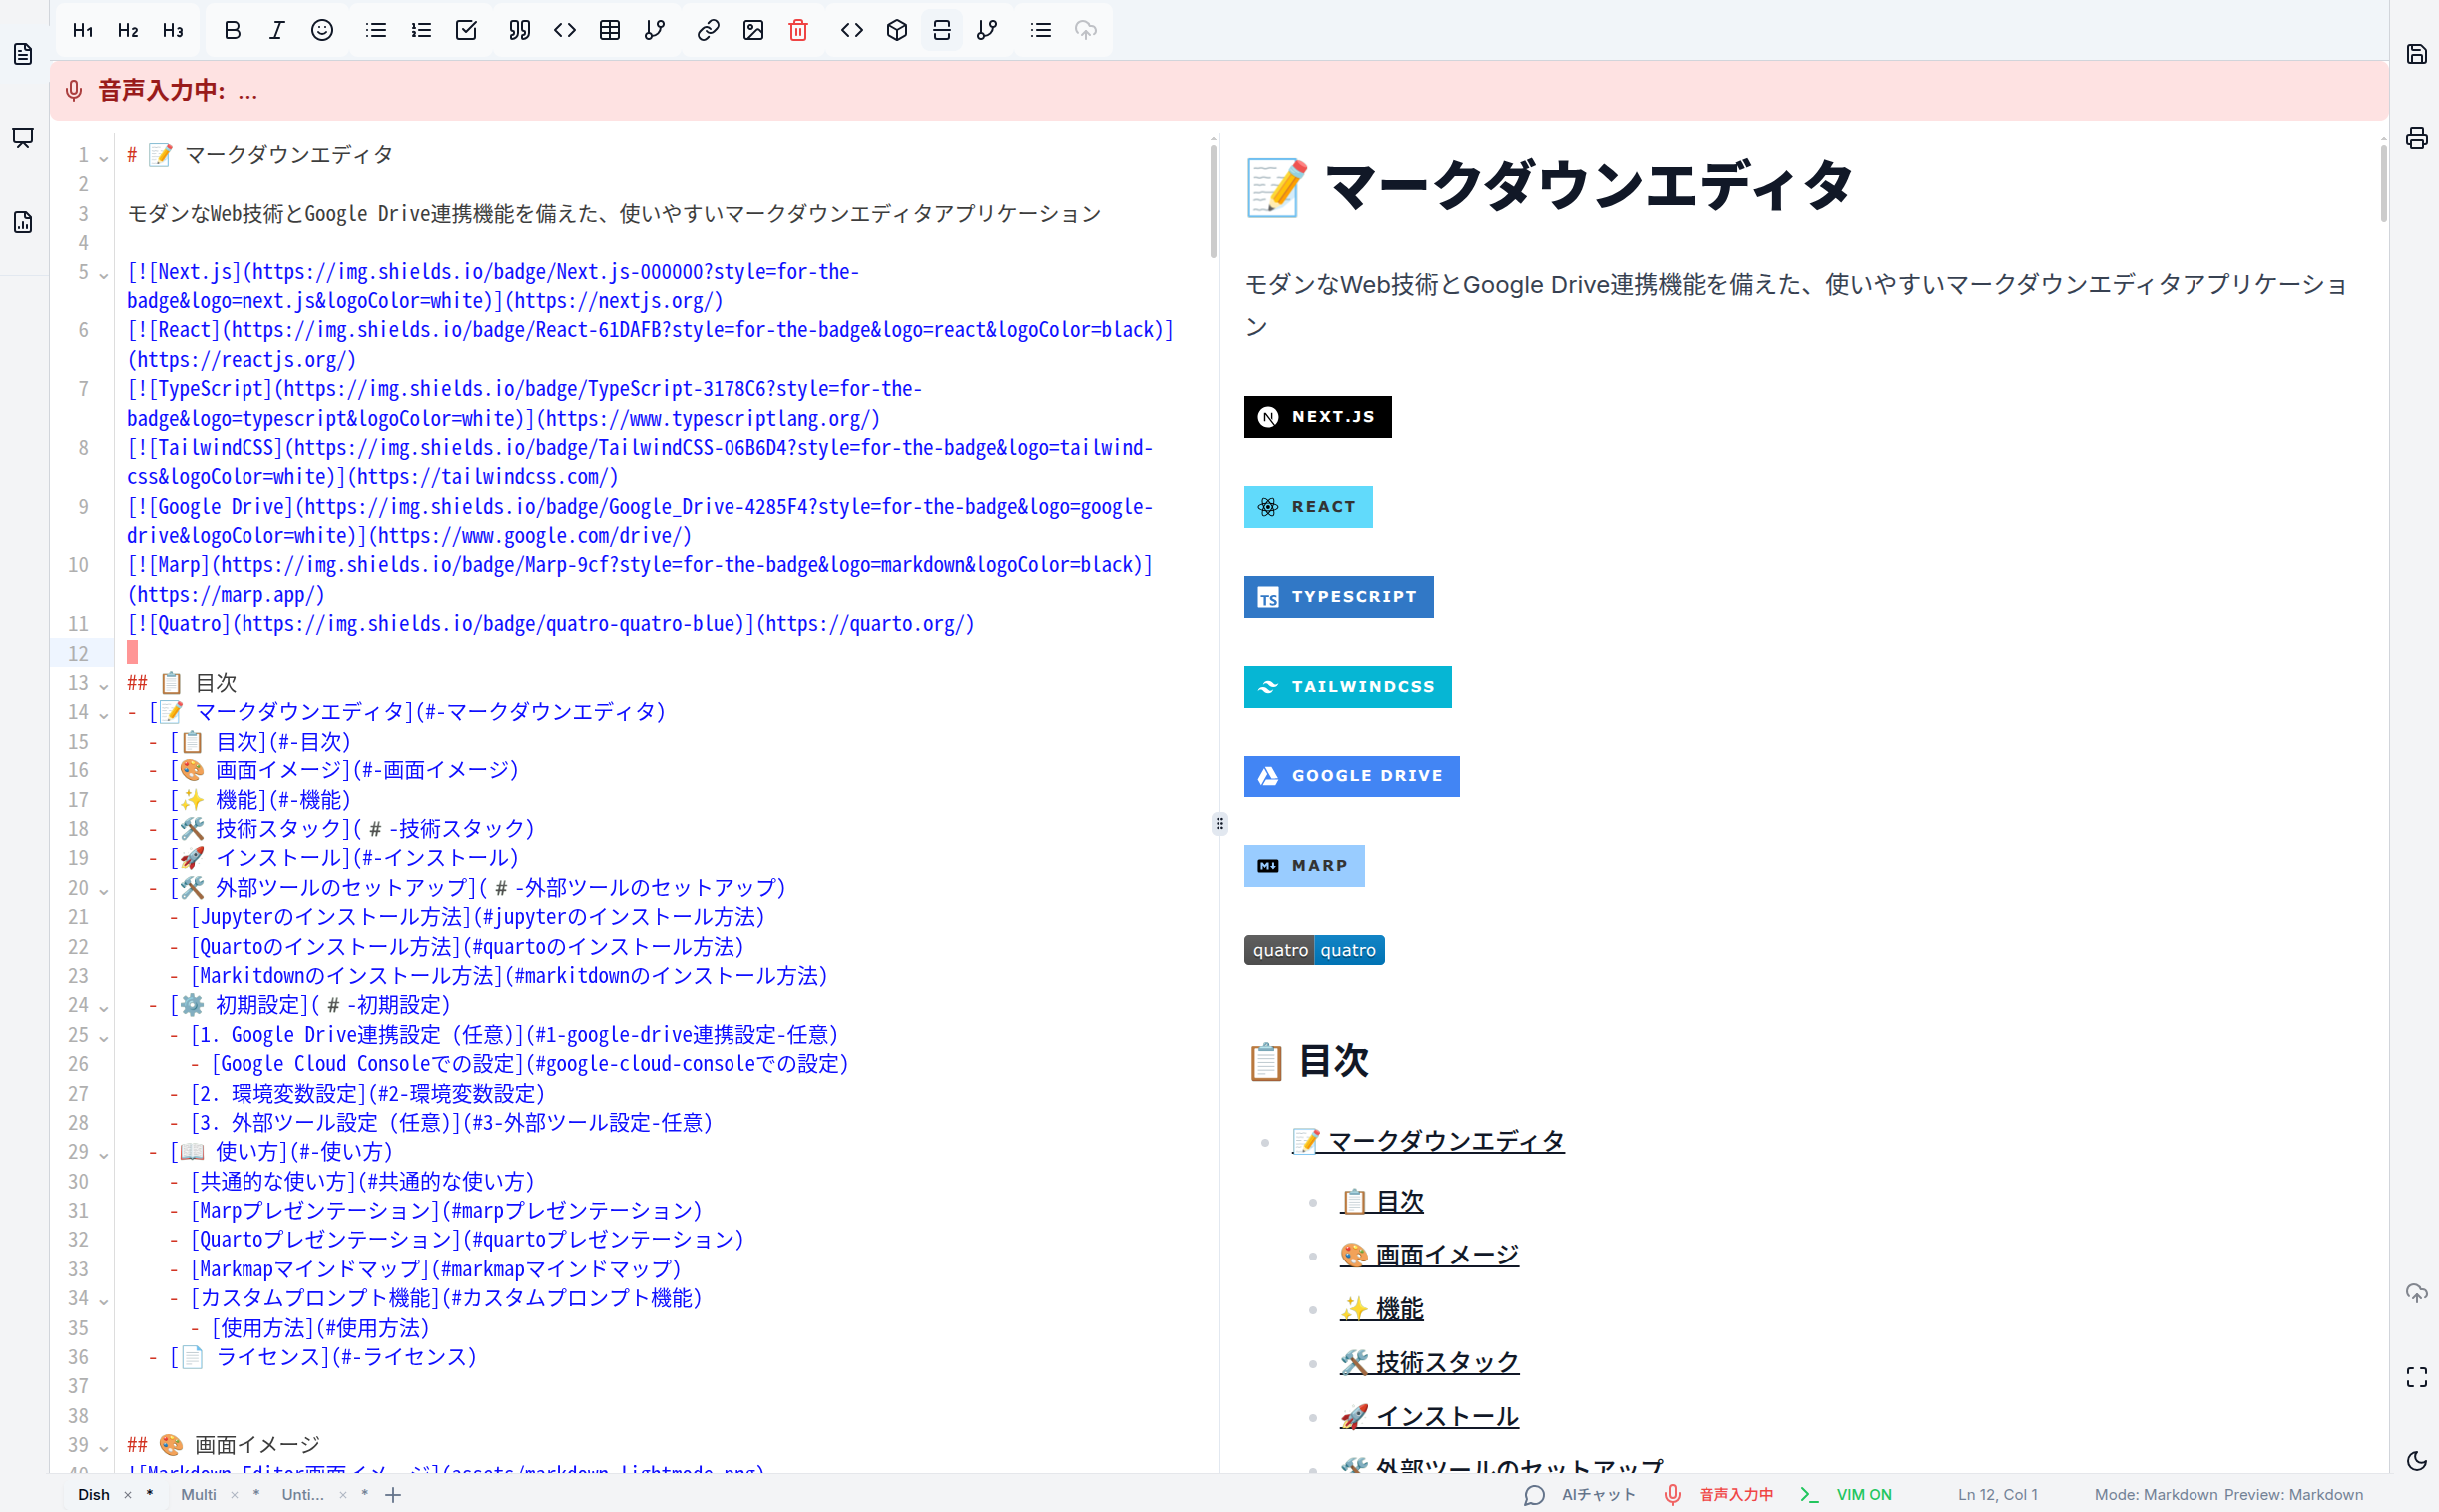 H1 H2 H3
音声入力中: ...
1 # 📝 マークダウンエディタ
2
3 モダンなWeb技術とGoogle Drive連携機能を備えた、使いやすいマークダウンエディタアプリケーション
4
5 [![Next.js](https://img.shields.io/badge/Next.js-000000?style=for-the-
badge&logo=next.js&logoColor=white)](https://nextjs.org/)
6 [![React](https://img.shields.io/badge/React-61DAFB?style=for-the-badge&logo=react&logoColor=black)]
(https://reactjs.org/)
7 [![TypeScript](https://img.shields.io/badge/TypeScript-3178C6?style=for-the-
badge&logo=typescript&logoColor=white)](https://www.typescriptlang.org/)
8 [![TailwindCSS](https://img.shields.io/badge/TailwindCSS-06B6D4?style=for-the-badge&logo=tailwind-
css&logoColor=white)](https://tailwindcss.com/)
9 [![Google Drive](https://img.shields.io/badge/Google_Drive-4285F4?style=for-the-badge&logo=google-
drive&logoColor=white)](https://www.google.com/drive/)
10 [![Marp](https://img.shields.io/badge/Marp-9cf?style=for-the-badge&logo=markdown&logoColor=black)]
(https://marp.app/)
11 [![Quatro](https://img.shields.io/badge/quatro-quatro-blue)](https://quarto.org/)
12
13 ## 📋 目次
14 - [📝 マークダウンエディタ](#-マークダウンエディタ)
15 - [📋 目次](#-目次)
16 - [🎨 画面イメージ](#-画面イメージ)
17 - [✨ 機能](#-機能)
18 - [🛠️ 技術スタック](#️-技術スタック)
19 - [🚀 インストール](#-インストール)
20 - [🛠️ 外部ツールのセットアップ](#️-外部ツールのセットアップ)
21 - [Jupyterのインストール方法](#jupyterのインストール方法)
22 - [Quartoのインストール方法](#quartoのインストール方法)
23 - [Markitdownのインストール方法](#markitdownのインストール方法)
24 - [⚙️ 初期設定](#️-初期設定)
25 - [1. Google Drive連携設定（任意）](#1-google-drive連携設定-任意)
26 - [Google Cloud Consoleでの設定](#google-cloud-consoleでの設定)
27 - [2. 環境変数設定](#2-環境変数設定)
28 - [3. 外部ツール設定（任意）](#3-外部ツール設定-任意)
29 - [📖 使い方](#-使い方)
30 - [共通的な使い方](#共通的な使い方)
31 - [Marpプレゼンテーション](#marpプレゼンテーション)
32 - [Quartoプレゼンテーション](#quartoプレゼンテーション)
33 - [Markmapマインドマップ](#markmapマインドマップ)
34 - [カスタムプロンプト機能](#カスタムプロンプト機能)
35 - [使用方法](#使用方法)
36 - [📄 ライセンス](#-ライセンス)
37
38
39 ## 🎨 画面イメージ
40 ![Markdown Editor画面イメージ](assets/markdown_lightmode.png)
📝 マークダウンエディタ
モダンなWeb技術とGoogle Drive連携機能を備えた、使いやすいマークダウンエディタアプリケーショ
ン
NEXT.JS
REACT
TS TYPESCRIPT
TAILWINDCSS
GOOGLE DRIVE
MARP
quatro quatro
📋 目次
📝 マークダウンエディタ
📋 目次
🎨 画面イメージ
✨ 機能
🛠️ 技術スタック
🚀 インストール
🛠️ 外部ツールのセットアップ
Dish × * Multi × * Unti... × * +
AIチャット 音声入力中 VIM ON Ln 12, Col 1 Mode: Markdown Preview: Markdown